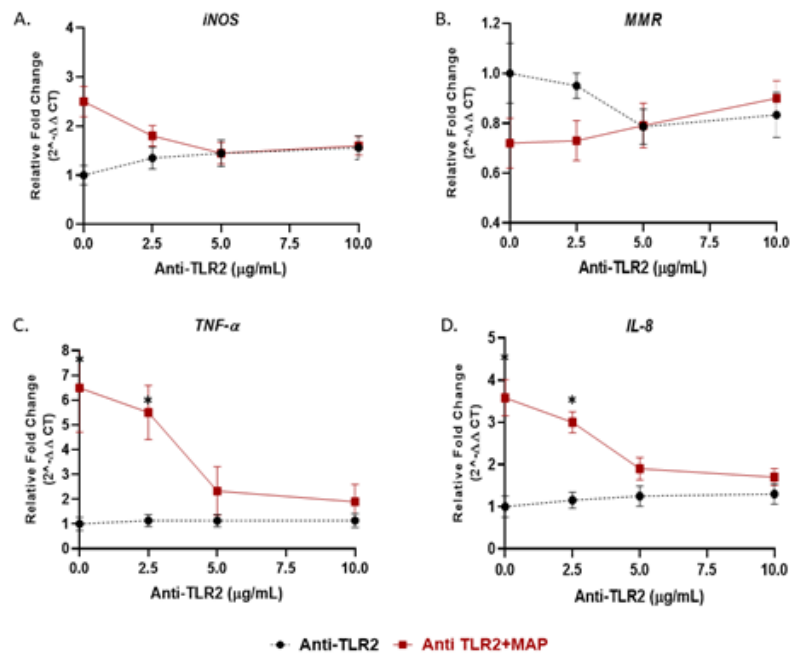 A.
iNOS
Relative Fold Change
(2^-Δ Δ CT)
4
3
2
1
0
0.0 2.5 5.0 7.5 10.0
Anti-TLR2 (μg/mL)
B.
MMR
Relative Fold Change
(2^-Δ Δ CT)
1.2
1.0
0.8
0.6
0.4
0.0 2.5 5.0 7.5 10.0
Anti-TLR2 (μg/mL)
C.
TNF-α
Relative Fold Change
(2^-Δ Δ CT)
8
7
6
5
4
3
2
1
0
*
*
0.0 2.5 5.0 7.5 10.0
Anti-TLR2 (μg/mL)
D.
IL-8
Relative Fold Change
(2^-Δ Δ CT)
5
4
3
2
1
0
*
*
0.0 2.5 5.0 7.5 10.0
Anti-TLR2 (μg/mL)
Anti-TLR2 Anti TLR2+MAP